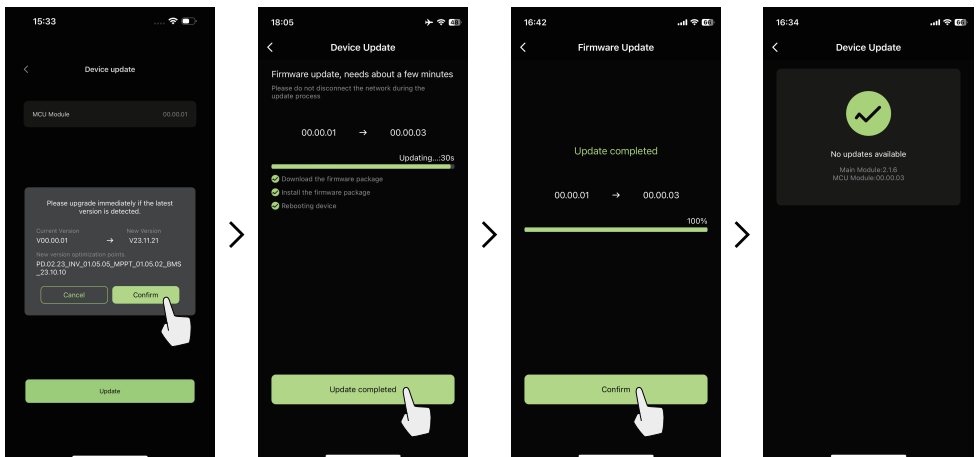 15:33
Device update
MCU Module 00.00.01
Please upgrade immediately if the latest
version is detected.
Current Version New Version
V00.00.01 → V23.11.21
New version optimization points:
PD.02.23_INV_01.05.05_MPPT_01.05.02_BMS
_23.10.10
Cancel Confirm
Update
18:05
Device Update
Firmware update, needs about a few minutes
Please do not disconnect the network during the
update process
00.00.01 → 00.00.03
Updating...:30s
Download the firmware package
Install the firmware package
Rebooting device
Update completed
16:42
66
Firmware Update
Update completed
00.00.01 → 00.00.03
100%
Confirm
16:34
Device Update
No updates available
Main Module:2.1.6
MCU Module:00.00.03